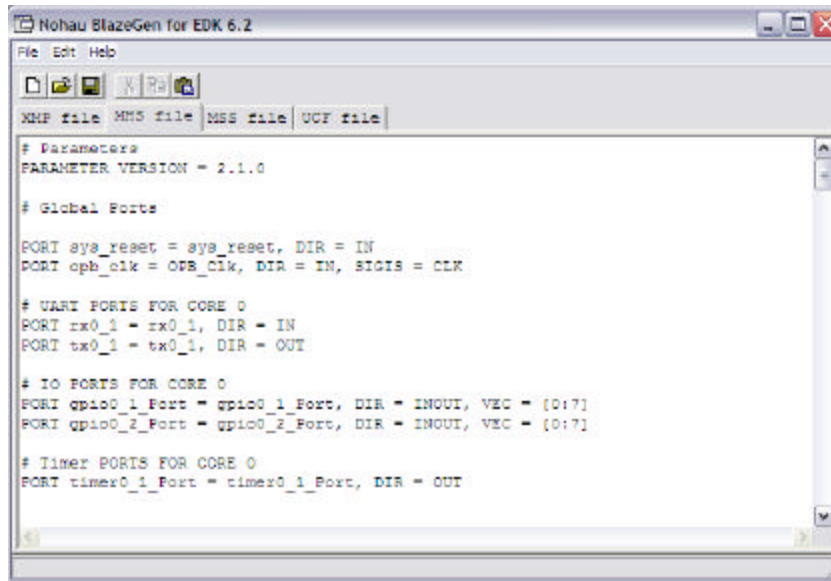 Nohau BlazeGen for EDK 6.2
File Edit Help
XMP file MHS file MSS file UCF file
# Parameters
PARAMETER VERSION = 2.1.0
# Global Ports
PORT sys_reset = sys_reset, DIR = IN
PORT opb_clk = OPB_Clk, DIR = IN, SIGIS = CLK
# UART PORTS FOR CORE 0
PORT rx0_1 = rx0_1, DIR = IN
PORT tx0_1 = tx0_1, DIR = OUT
# IO PORTS FOR CORE 0
PORT gpio0_1_Port = gpio0_1_Port, DIR = INOUT, VEC = [0:7]
PORT gpio0_2_Port = gpio0_2_Port, DIR = INOUT, VEC = [0:7]
# Timer PORTS FOR CORE 0
PORT timer0_1_Port = timer0_1_Port, DIR = OUT